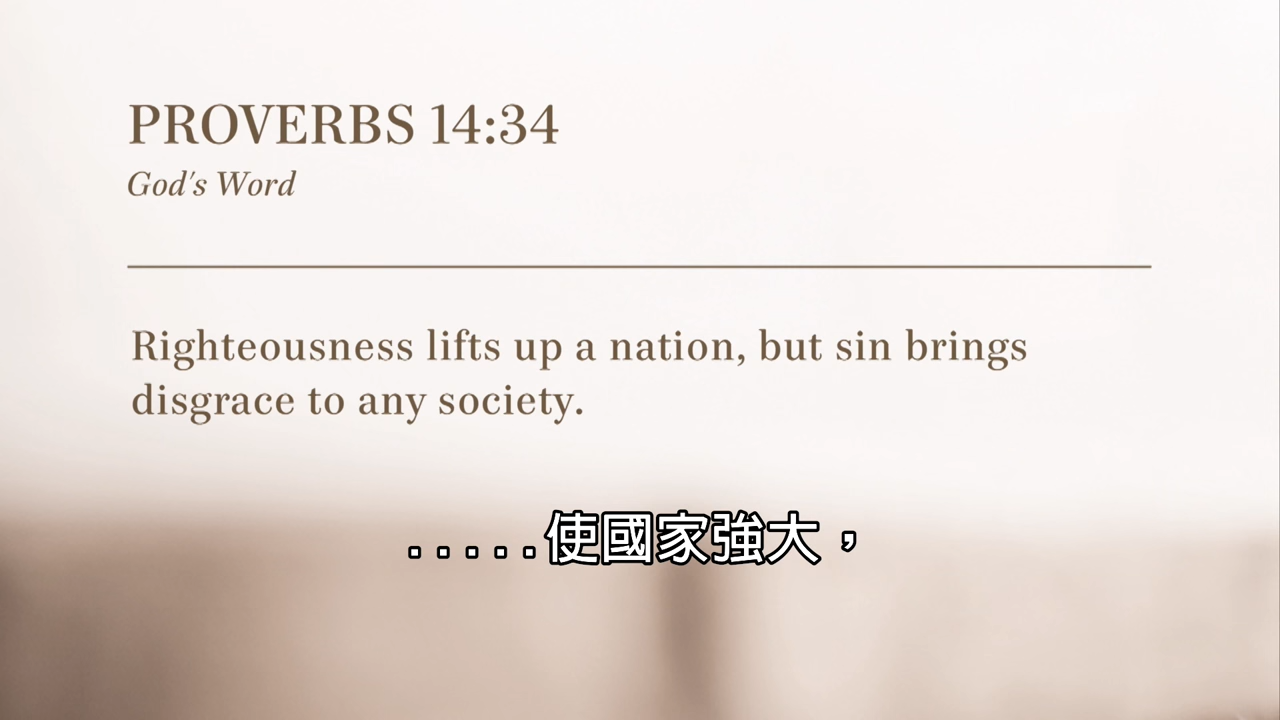 PROVERBS 14:34
God's Word
Righteousness lifts up a nation, but sin brings
disgrace to any society.
.....使國家強大，